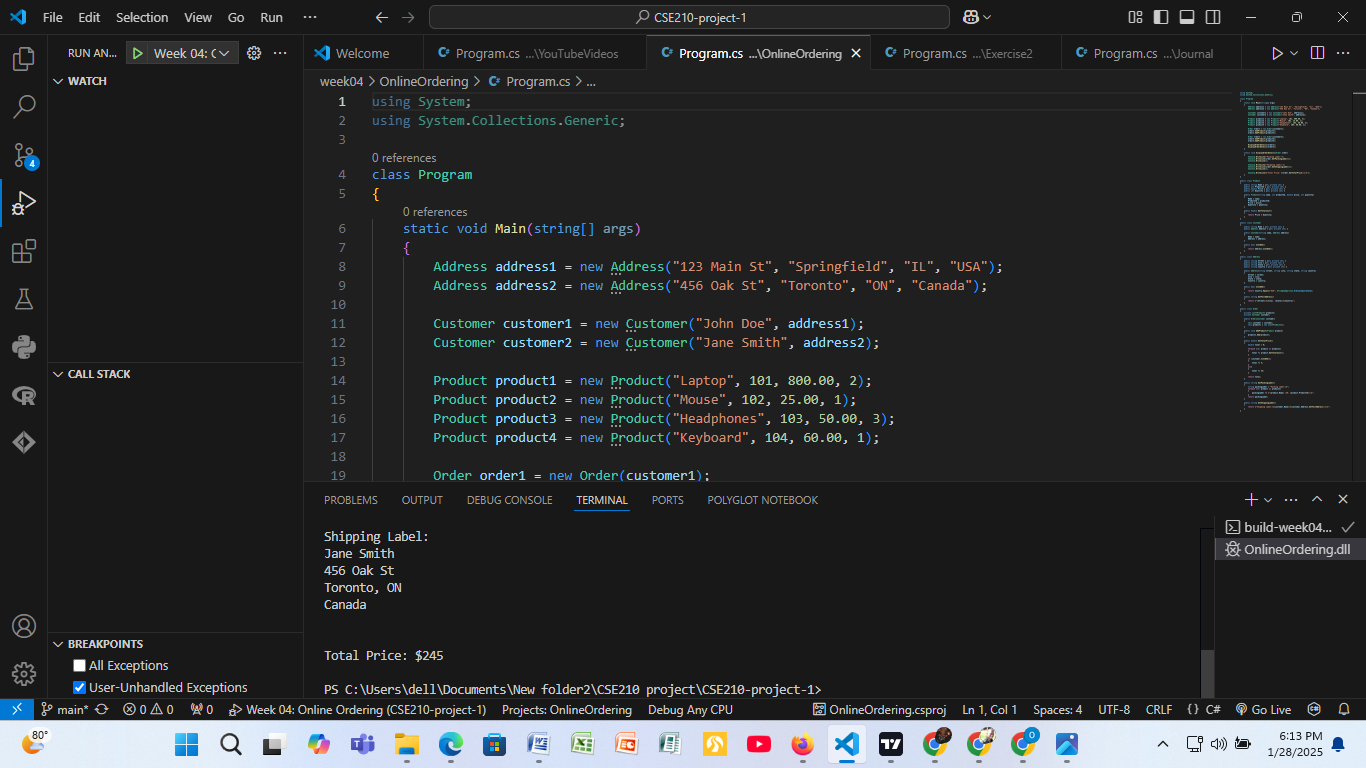 File Edit Selection View Go Run ··· CSE210-project-1
RUN AN... Week 04: C
Welcome Program.cs ...\YouTubeVideos Program.cs ...\OnlineOrdering Program.cs ...\Exercise2 Program.cs ...\Journal
WATCH
CALL STACK
BREAKPOINTS
All Exceptions
User-Unhandled Exceptions
4
week04 > OnlineOrdering > Program.cs > ...
1 using System;
2 using System.Collections.Generic;
3
0 references
4 class Program
5 {
0 references
6 static void Main(string[] args)
7 {
8 Address address1 = new Address("123 Main St", "Springfield", "IL", "USA");
9 Address address2 = new Address("456 Oak St", "Toronto", "ON", "Canada");
10
11 Customer customer1 = new Customer("John Doe", address1);
12 Customer customer2 = new Customer("Jane Smith", address2);
13
14 Product product1 = new Product("Laptop", 101, 800.00, 2);
15 Product product2 = new Product("Mouse", 102, 25.00, 1);
16 Product product3 = new Product("Headphones", 103, 50.00, 3);
17 Product product4 = new Product("Keyboard", 104, 60.00, 1);
18
19 Order order1 = new Order(customer1);
PROBLEMS OUTPUT DEBUG CONSOLE TERMINAL PORTS POLYGLOT NOTEBOOK
Shipping Label:
Jane Smith
456 Oak St
Toronto, ON
Canada
Total Price: $245
PS C:\Users\dell\Documents\New folder2\CSE210 project\CSE210-project-1>
build-week04...
OnlineOrdering.dll
main* 0 0 0 Week 04: Online Ordering (CSE210-project-1) Projects: OnlineOrdering Debug Any CPU OnlineOrdering.csproj Ln 1, Col 1 Spaces: 4 UTF-8 CRLF {} C# Go Live
80°
6:13 PM
1/28/2025